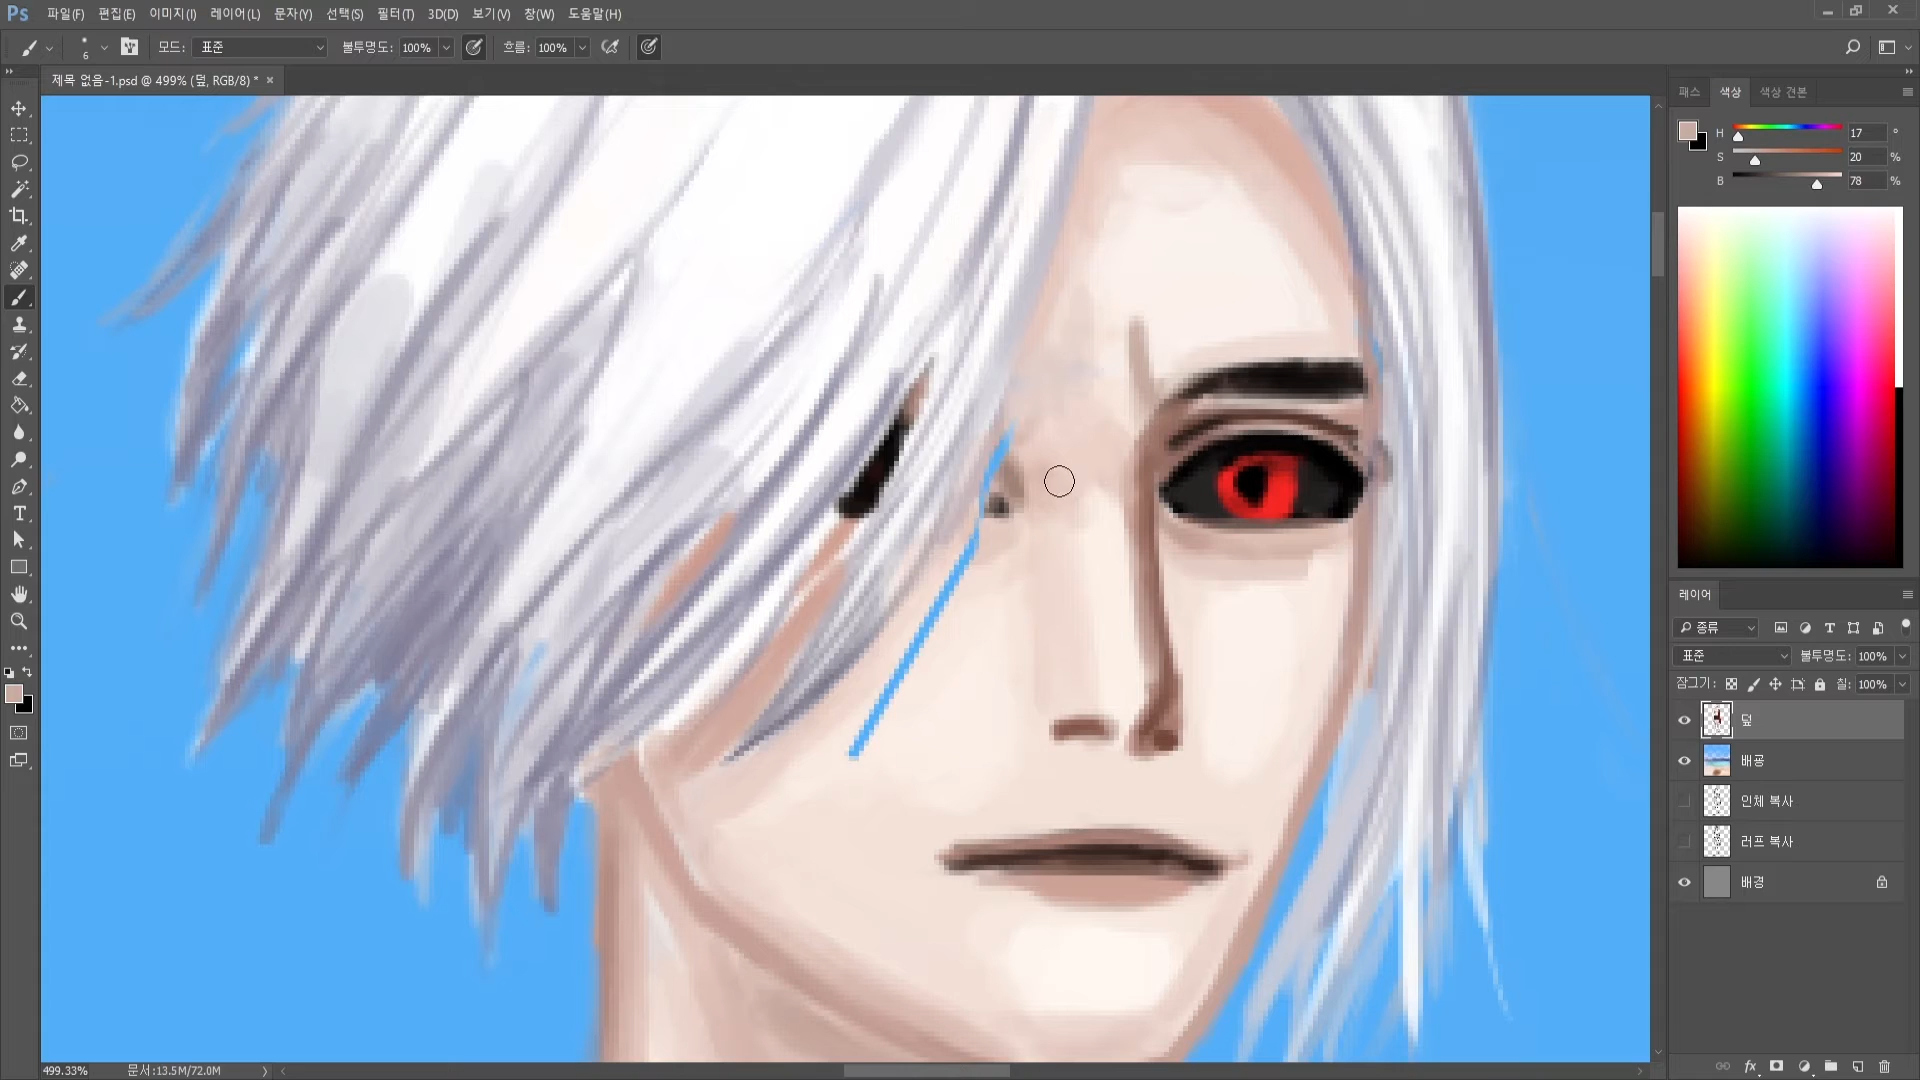 Ps 파일(F) 편집(E) 이미지(I) 레이어(L) 문자(Y) 선택(S) 필터(T) 3D(D) 보기(V) 창(W) 도움말(H)
6 모드: 표준 불투명도: 100% 흐름: 100%
제목 없음-1.psd @ 499% (덮, RGB/8) * ×
패스 색상 색상 견본
H 17 °
S 20 %
B 78 %
레이어
종류
표준 불투명도: 100%
잠그기: 칠: 100%
덮
배굥
인체 복사
러프 복사
배경
499.33% 문서:13.5M/72.0M
fx